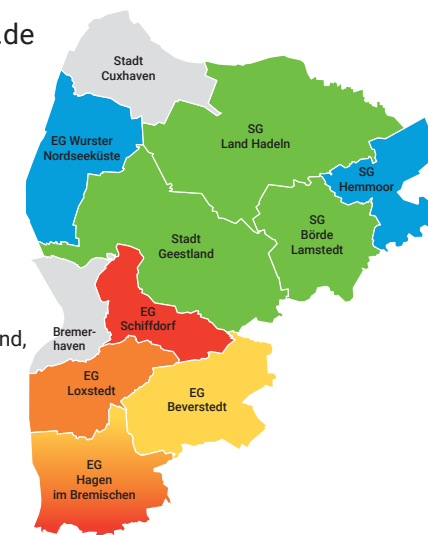 .de
Stadt
Cuxhaven
SG
Land Hadeln
EG Wurster
Nordseeküste
SG
Hemmoor
SG
Börde
Lamstedt
Stadt
Geestland
EG
Schiffdorf
Bremer-
haven
nd,
EG
Loxstedt
EG
Beverstedt
EG
Hagen
im Bremischen